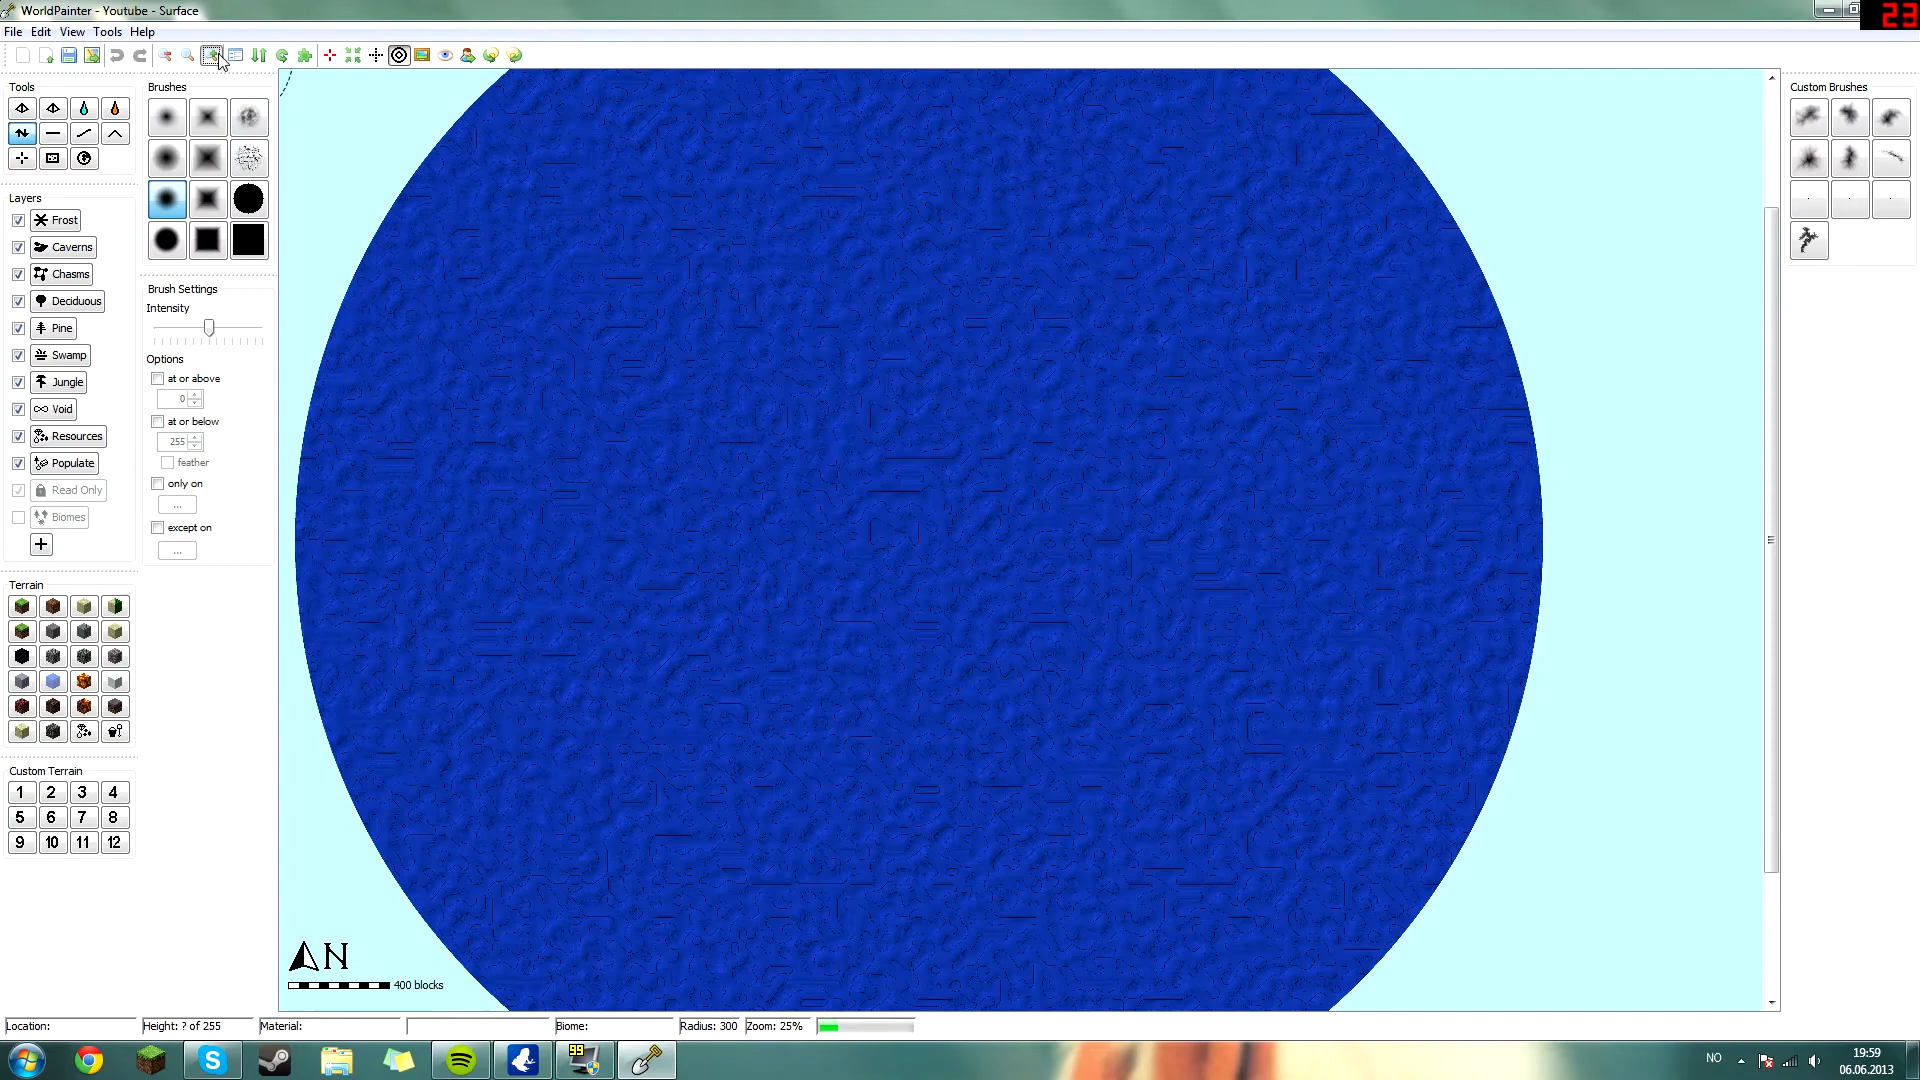 WorldPainter - Youtube - Surface
23
File Edit View Tools Help
Tools
Brushes
Custom Brushes
Layers
Frost
Caverns
Chasms
Deciduous
Pine
Swamp
Jungle
Void
Resources
Populate
Read Only
Biomes
Brush Settings
Intensity
Options
at or above
0
at or below
255
feather
only on
...
except on
...
Terrain
Custom Terrain
1 2 3 4
5 6 7 8
9 10 11 12
N
400 blocks
Location: Height: ? of 255 Material: Biome: Radius: 300 Zoom: 25%
99
NO
19:59
06.06.2013